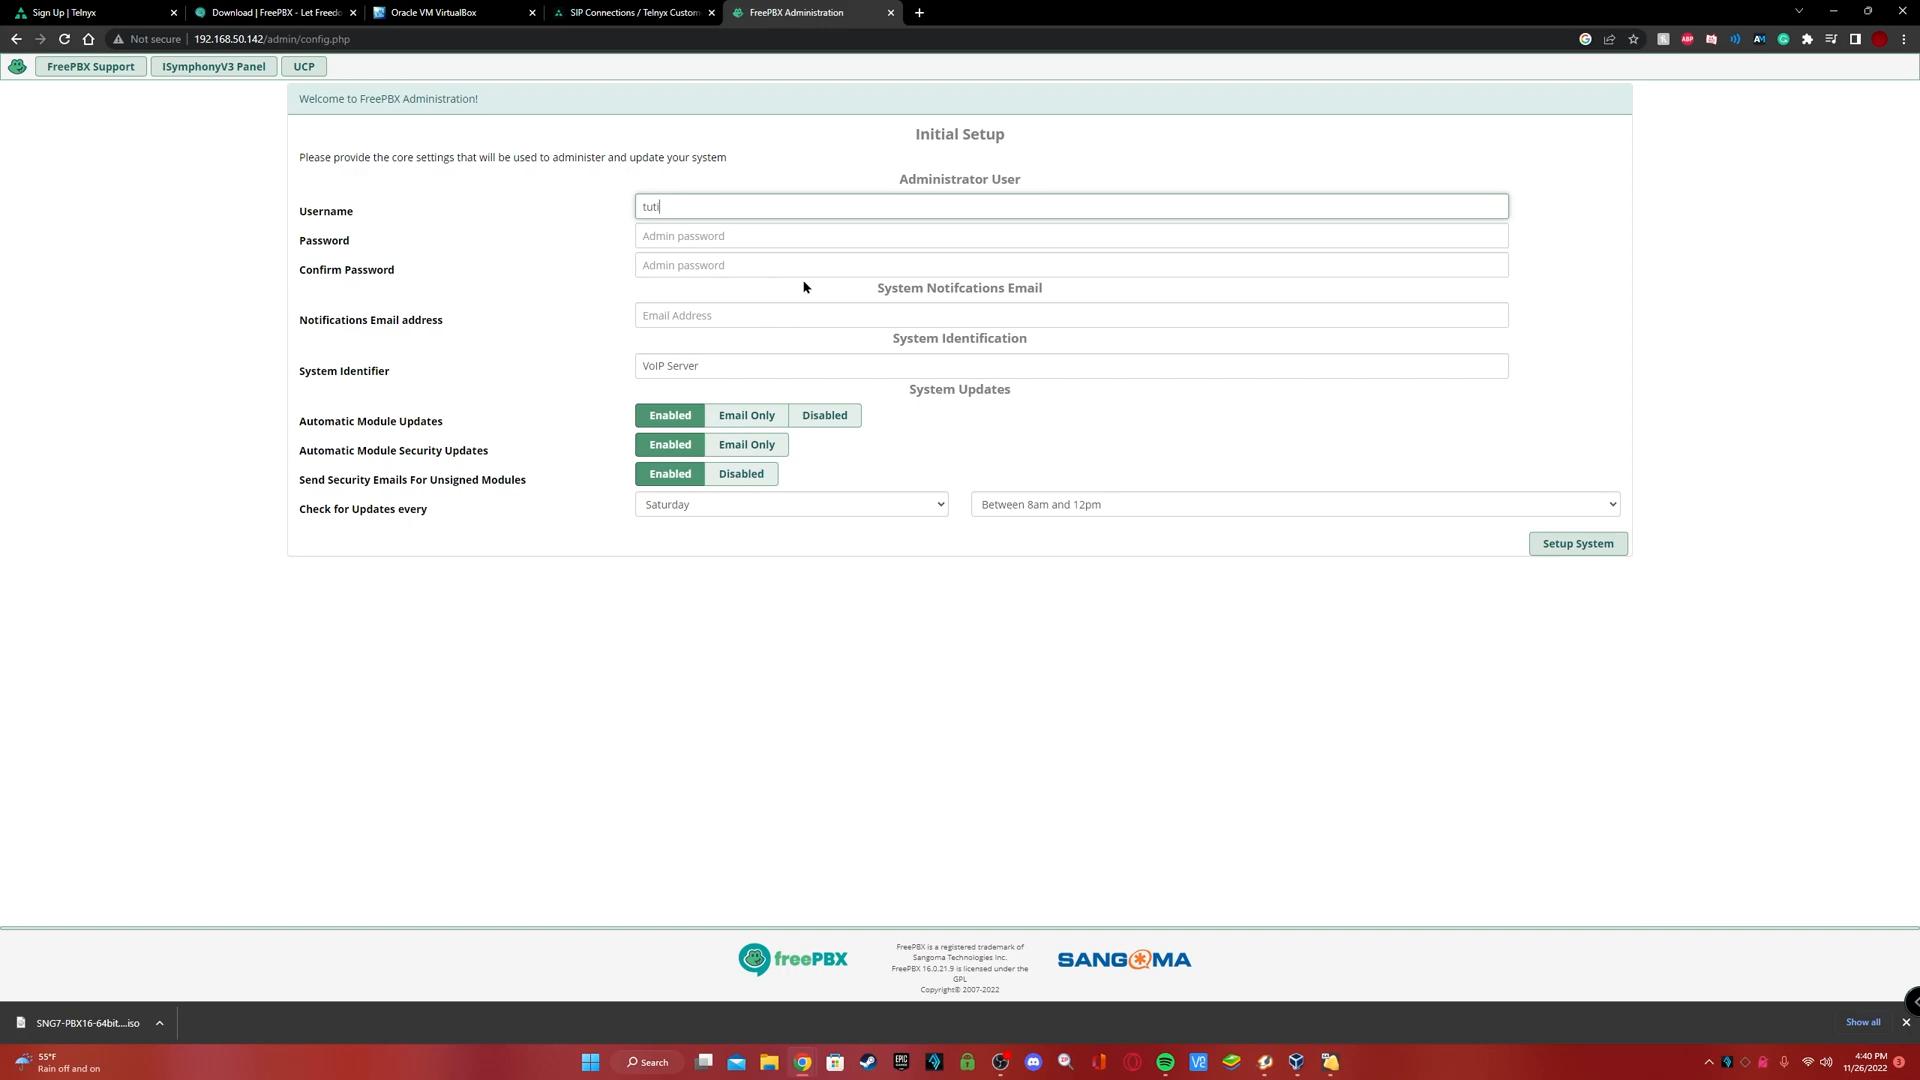 Sign Up | Telnyx
Download | FreePBX - Let Freedo
Oracle VM VirtualBox
SIP Connections / Telnyx Custom
FreePBX Administration
Not secure
192.168.50.142/admin/config.php
FreePBX Support
ISymphonyV3 Panel
UCP
Welcome to FreePBX Administration!
Initial Setup
Please provide the core settings that will be used to administer and update your system
Administrator User
Username
tuti
Password
Admin password
Confirm Password
Admin password
System Notifcations Email
Notifications Email address
Email Address
System Identification
System Identifier
VoIP Server
System Updates
Automatic Module Updates
Enabled Email Only Disabled
Automatic Module Security Updates
Enabled Email Only
Send Security Emails For Unsigned Modules
Enabled Disabled
Check for Updates every
Saturday
Between 8am and 12pm
Setup System
freePBX
FreePBX is a registered trademark of
Sangoma Technologies Inc.
FreePBX 16.0.21.9 is licensed under the
GPL
Copyright© 2007-2022
SANGOMA
SNG7-PBX16-64bit....iso
Show all
55°F
Rain off and on
Search
4:40 PM
11/26/2022
3